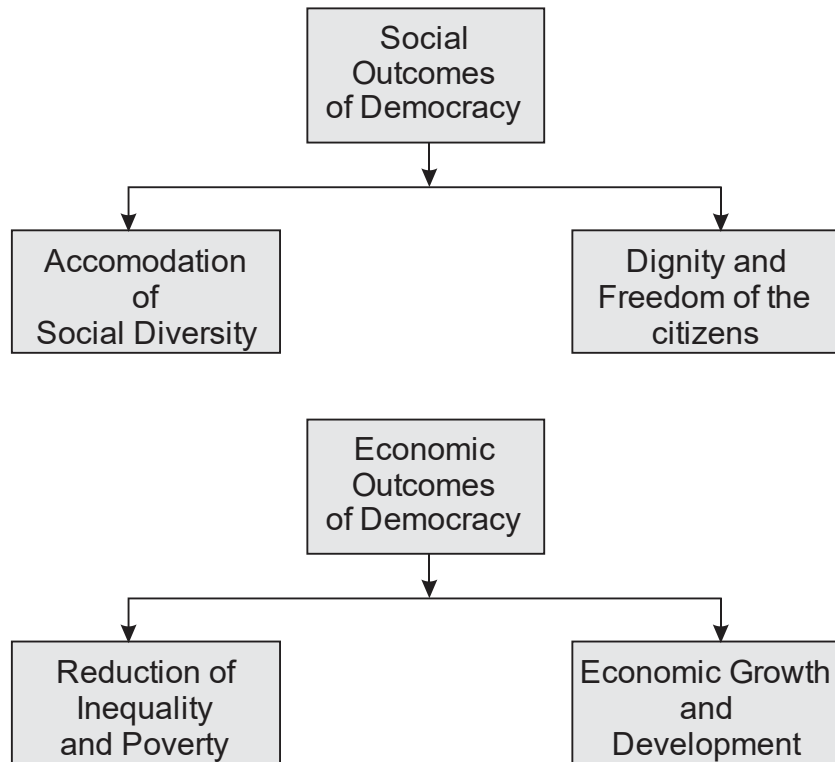 Social
Outcomes
of Democracy
Accomodation
of
Social Diversity
Dignity and
Freedom of the
citizens
Economic
Outcomes
of Democracy
Reduction of
Inequality
and Poverty
Economic Growth
and
Development